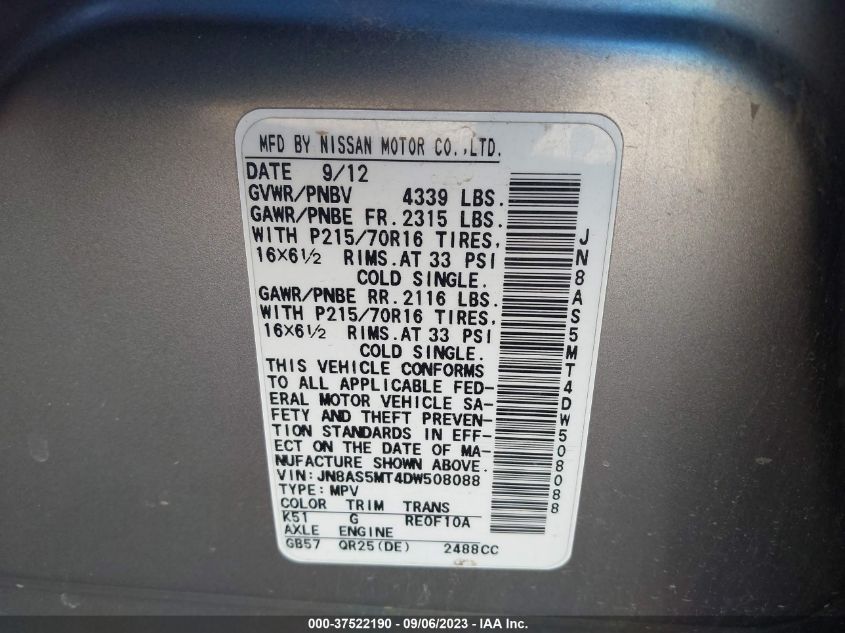 MFD BY NISSAN MOTOR CO.,LTD.
DATE 9/12
GVWR/PNBV 4339 LBS.
GAWR/PNBE FR. 2315 LBS.
WITH P215/70R16 TIRES,
16×6½ RIMS. AT 33 PSI
COLD SINGLE.
GAWR/PNBE RR. 2116 LBS.
WITH P215/70R16 TIRES,
16×6½ RIMS. AT 33 PSI
COLD SINGLE.
THIS VEHICLE CONFORMS
TO ALL APPLICABLE FED-
ERAL MOTOR VEHICLE SA-
FETY AND THEFT PREVEN-
TION STANDARDS IN EFF-
ECT ON THE DATE OF MA-
NUFACTURE SHOWN ABOVE.
VIN: JN8AS5MT4DW508088
TYPE: MPV
COLOR TRIM TRANS
K51 G RE0F10A
AXLE ENGINE
GB57 QR25(DE) 2488CC
JN8AS5MT4DW508088
000-37522190 - 09/06/2023 - IAA Inc.